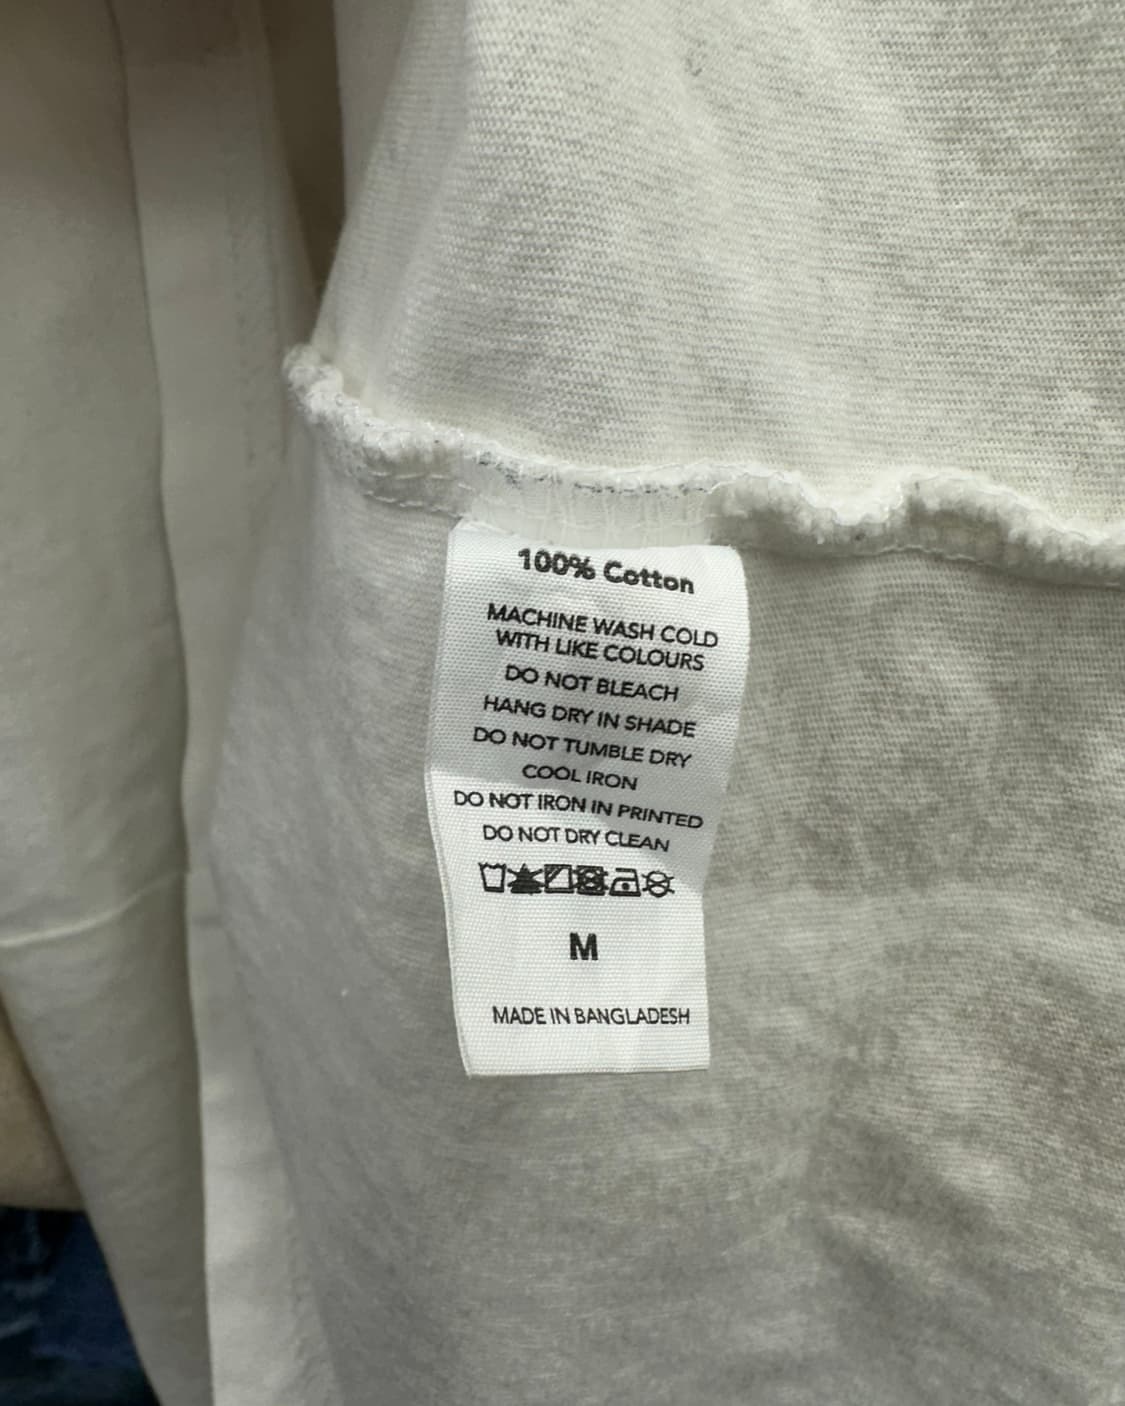 100% Cotton
MACHINE WASH COLD
WITH LIKE COLOURS
DO NOT BLEACH
HANG DRY IN SHADE
DO NOT TUMBLE DRY
COOL IRON
DO NOT IRON IN PRINTED
DO NOT DRY CLEAN
M
MADE IN BANGLADESH